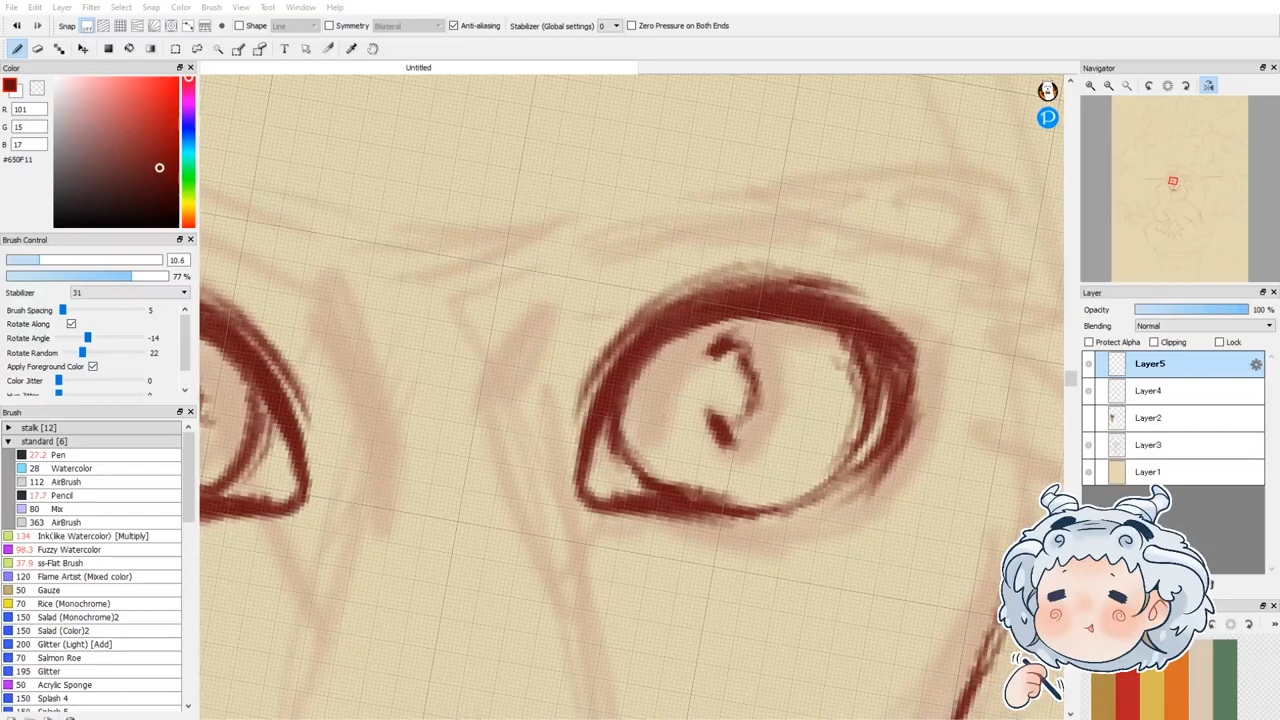 File Edit Layer Filter Select Snap Color Brush View Tool Window Help
Snap Shape Line Symmetry Bilateral Anti-aliasing Stabilizer (Global settings) 0 Zero Pressure on Both Ends
Color
Untitled
Navigator
R 101
G 15
B 17
#650F11
Brush Control
10.6
77 %
Stabilizer 31
Brush Spacing 5
Rotate Along
Rotate Angle -14
Rotate Random 22
Apply Foreground Color
Color Jitter 0
Brush
stalk [12]
standard [6]
27.2 Pen
28 Watercolor
112 AirBrush
17.7 Pencil
80 Mix
363 AirBrush
134 Ink(like Watercolor) [Multiply]
98.3 Fuzzy Watercolor
37.9 ss-Flat Brush
120 Flame Artist (Mixed color)
50 Gauze
70 Rice (Monochrome)
150 Salad (Monochrome)2
150 Salad (Color)2
200 Glitter (Light) [Add]
70 Salmon Roe
195 Glitter
50 Acrylic Sponge
150 Splash 4
Layer
Opacity 100 %
Blending Normal
Protect Alpha Clipping Lock
Layer5
Layer4
Layer2
Layer3
Layer1